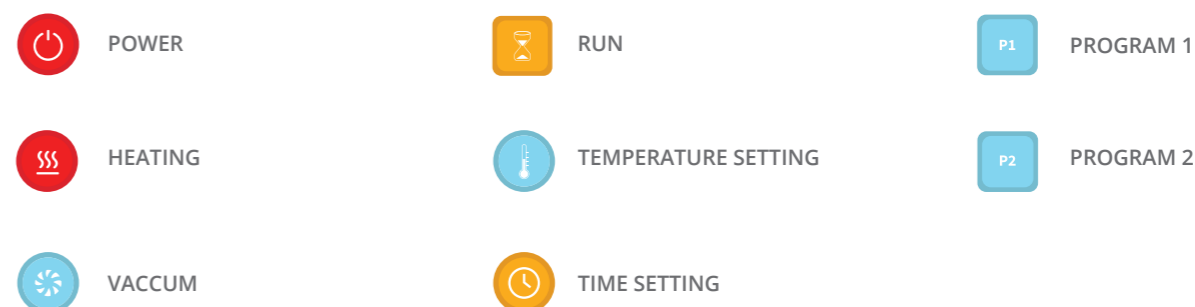 POWER
RUN
P1
PROGRAM 1
HEATING
TEMPERATURE SETTING
P2
PROGRAM 2
VACCUM
TIME SETTING